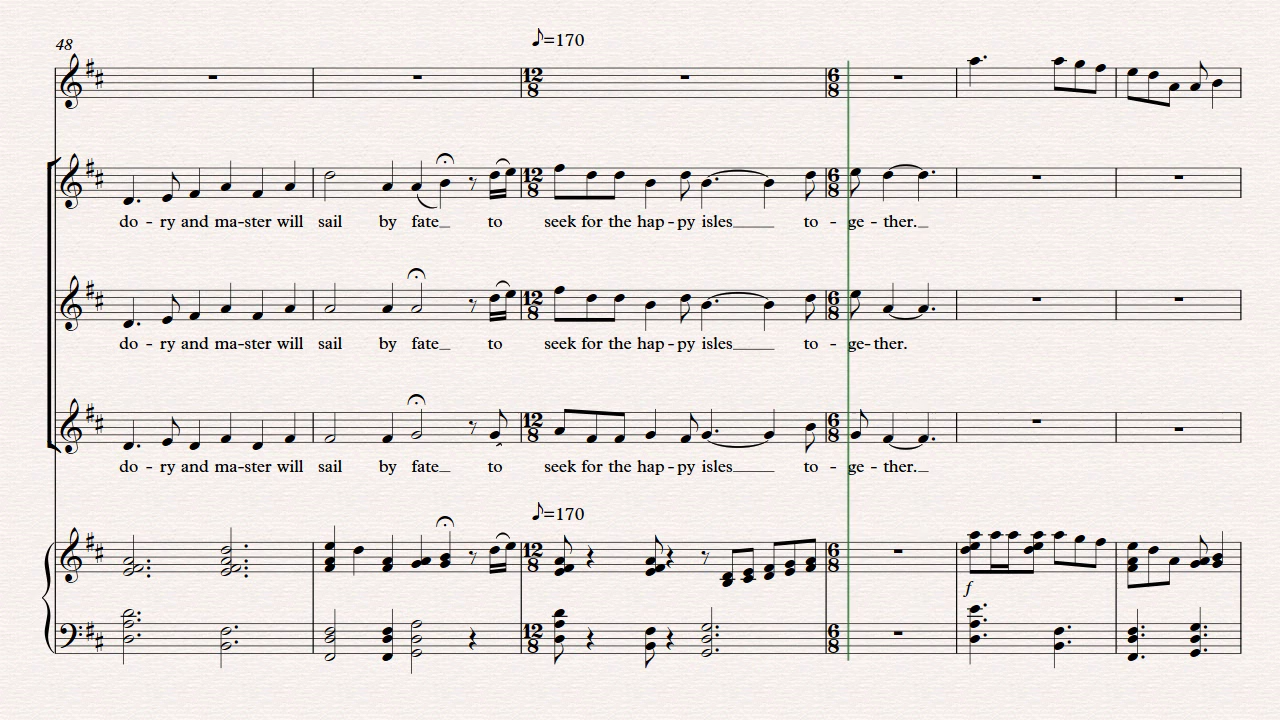 48
♪=170
do - ry and ma-ster will sail by fate_ to seek for the hap-py isles____ to - ge - ther._
do - ry and ma-ster will sail by fate_ to seek for the hap-py isles____ to - ge-ther.
do - ry and ma-ster will sail by fate_ to seek for the hap-py isles____ to - ge - ther._
♪=170
f